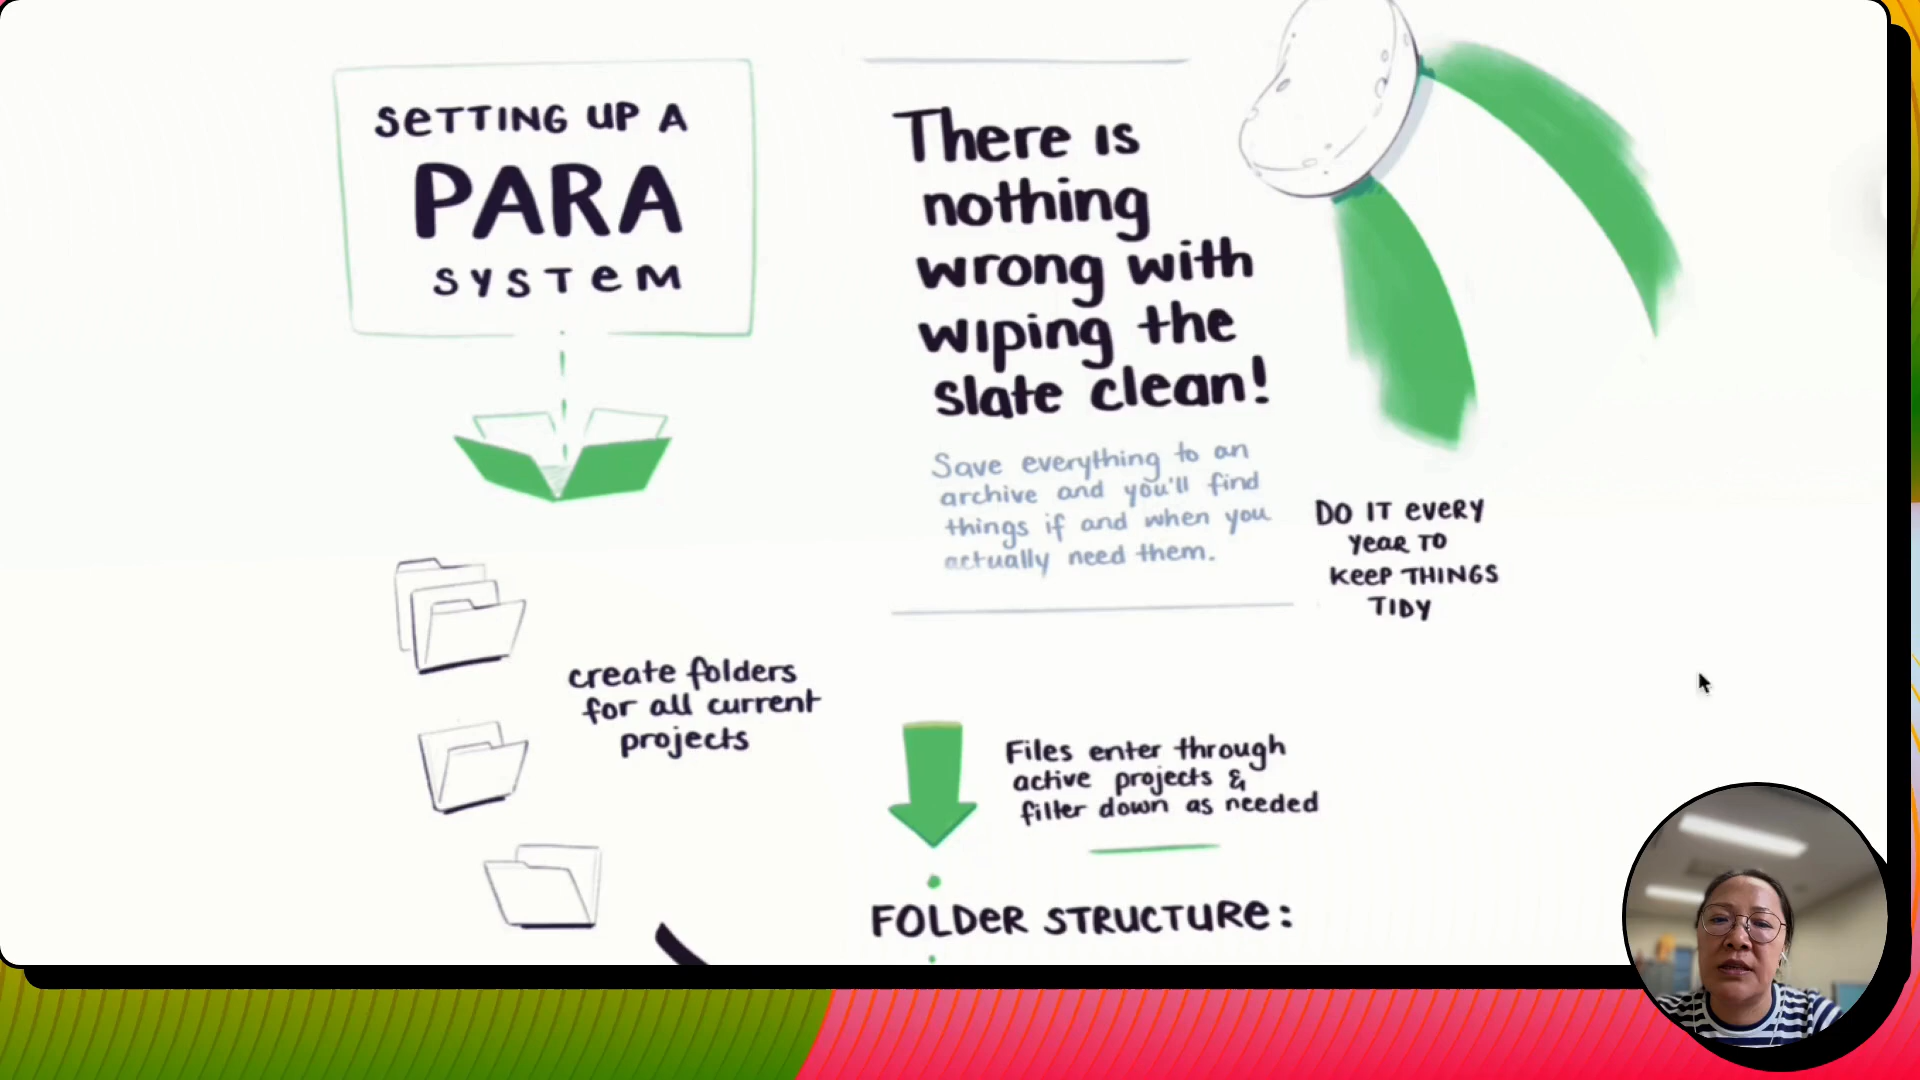 SETTING UP A
PARA
SYSTEM
create folders
for all current
projects
There is
nothing
wrong with
wiping the
slate clean!
Save everything to an
archive and you'll find
things if and when you
actually need them.
DO IT EVERY
YEAR TO
KEEP THINGS
TIDY
Files enter through
active projects &
filter down as needed
FOLDER STRUCTURE: